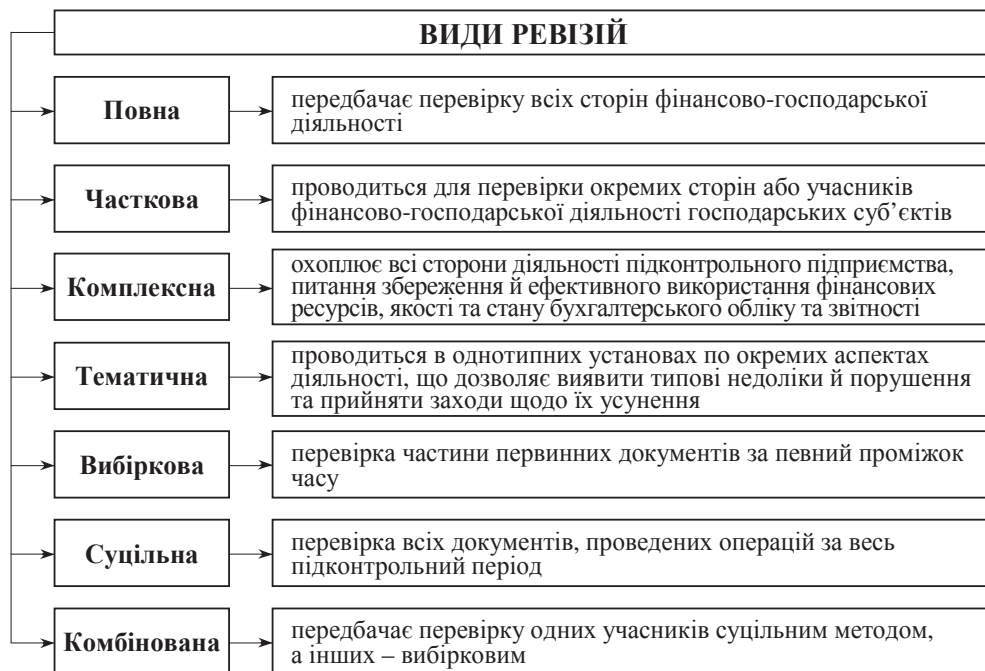 ВИДИ РЕВІЗІЙ
Повна
передбачає перевірку всіх сторін фінансово-господарської
діяльності
Часткова
проводиться для перевірки окремих сторін або учасників
фінансово-господарської діяльності господарських суб’єктів
Комплексна
охоплює всі сторони діяльності підконтрольного підприємства,
питання збереження й ефективного використання фінансових
ресурсів, якості та стану бухгалтерського обліку та звітності
Тематична
проводиться в однотипних установах по окремих аспектах
діяльності, що дозволяє виявити типові недоліки й порушення
та прийняти заходи щодо їх усунення
Вибіркова
перевірка частини первинних документів за певний проміжок
часу
Суцільна
перевірка всіх документів, проведених операцій за весь
підконтрольний період
Комбінована
передбачає перевірку одних учасників суцільним методом,
а інших – вибірковим